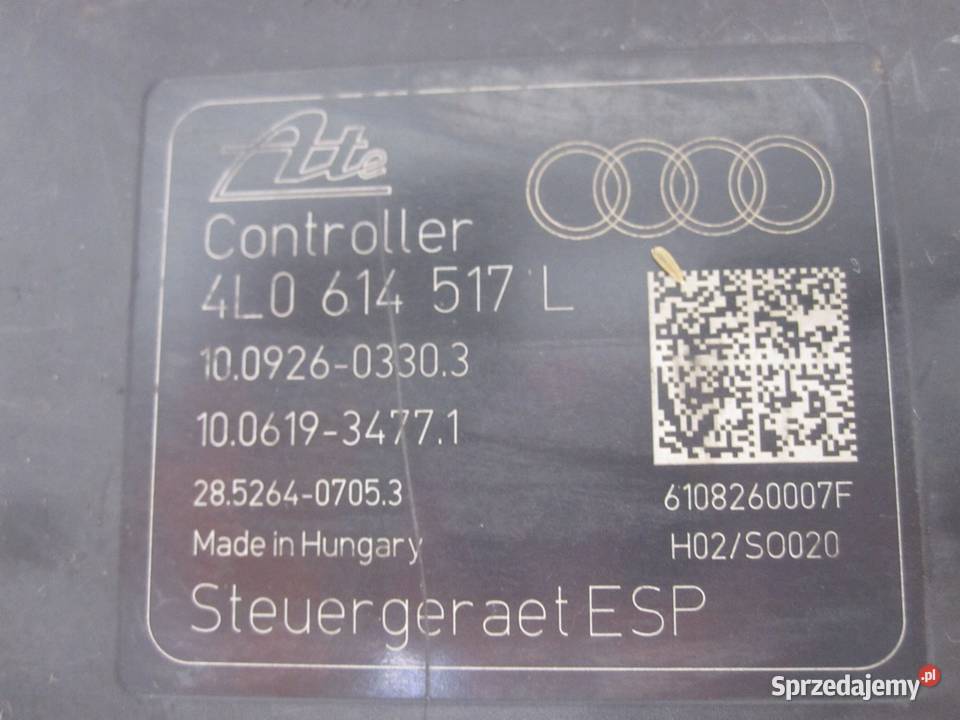 Ate
Controller
4L0 614 517 L
10.0926-0330.3
10.0619-3477.1
28.5264-0705.3
6108260007F
Made in Hungary
H02/S0020
Steuergeraet ESP
Sprzedajemy.pl